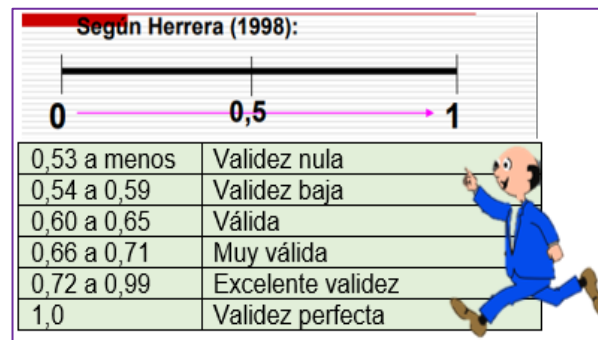 Según Herrera (1998):
0 0,5 1
0,53 a menos Validez nula
0,54 a 0,59 Validez baja
0,60 a 0,65 Válida
0,66 a 0,71 Muy válida
0,72 a 0,99 Excelente validez
1,0 Validez perfecta